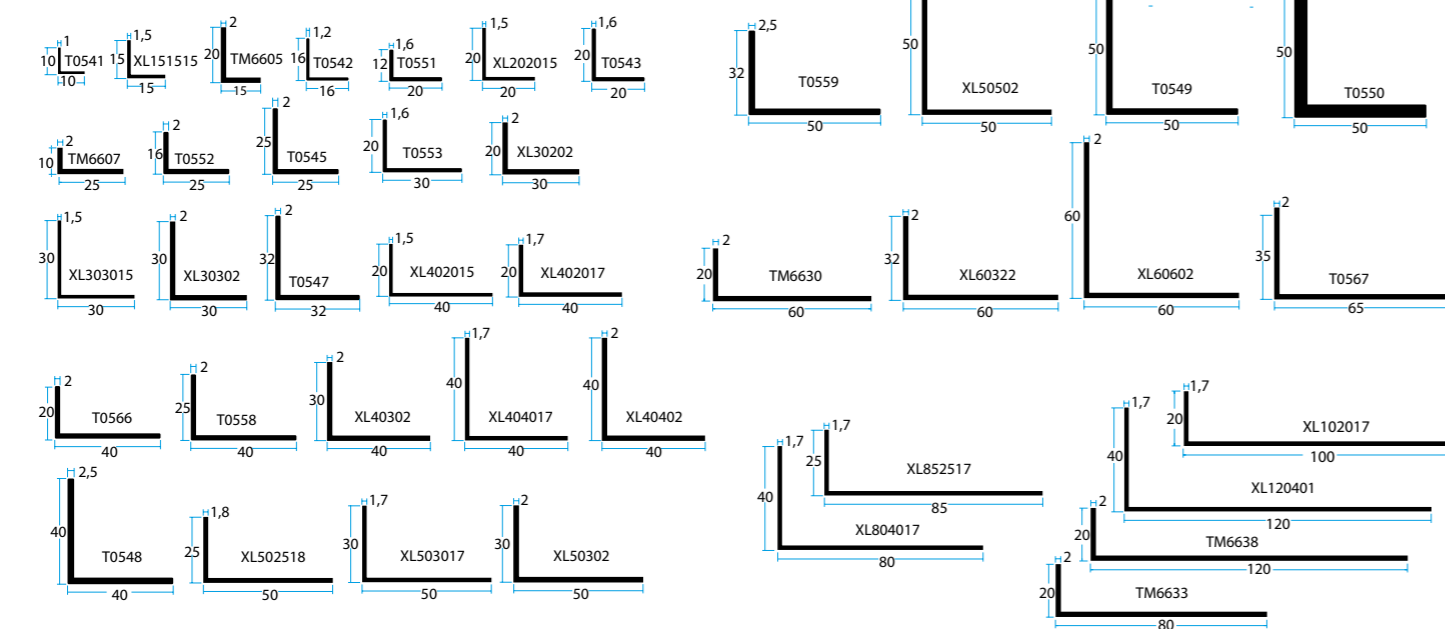 1 10 T0541 10
1,5 15 XL151515 15
2 20 TM6605 15
1,2 16 T0542 16
1,6 12 T0551 20
1,5 20 XL202015 20
1,6 20 T0543 20
2 10 TM6607 25
2 16 T0552 25
2 25 T0545 25
1,6 20 T0553 30
2 20 XL30202 30
1,5 30 XL303015 30
2 30 XL30302 30
2 32 T0547 32
1,5 20 XL402015 40
1,7 20 XL402017 40
2 20 T0566 40
2 25 T0558 40
2 30 XL40302 40
1,7 40 XL404017 40
2 40 XL40402 40
2,5 40 T0548 40
1,8 25 XL502518 50
1,7 30 XL503017 50
2 30 XL50302 50
2,5 32 T0559 50
50 XL50502 50
50 T0549 50
50 T0550 50
2 20 TM6630 60
2 32 XL60322 60
2 60 XL60602 60
2 35 T0567 65
1,7 40 XL804017 80
1,7 25 XL852517 85
1,7 20 XL102017 100
1,7 40 XL120401 120
2 20 TM6638 120
2 20 TM6633 80